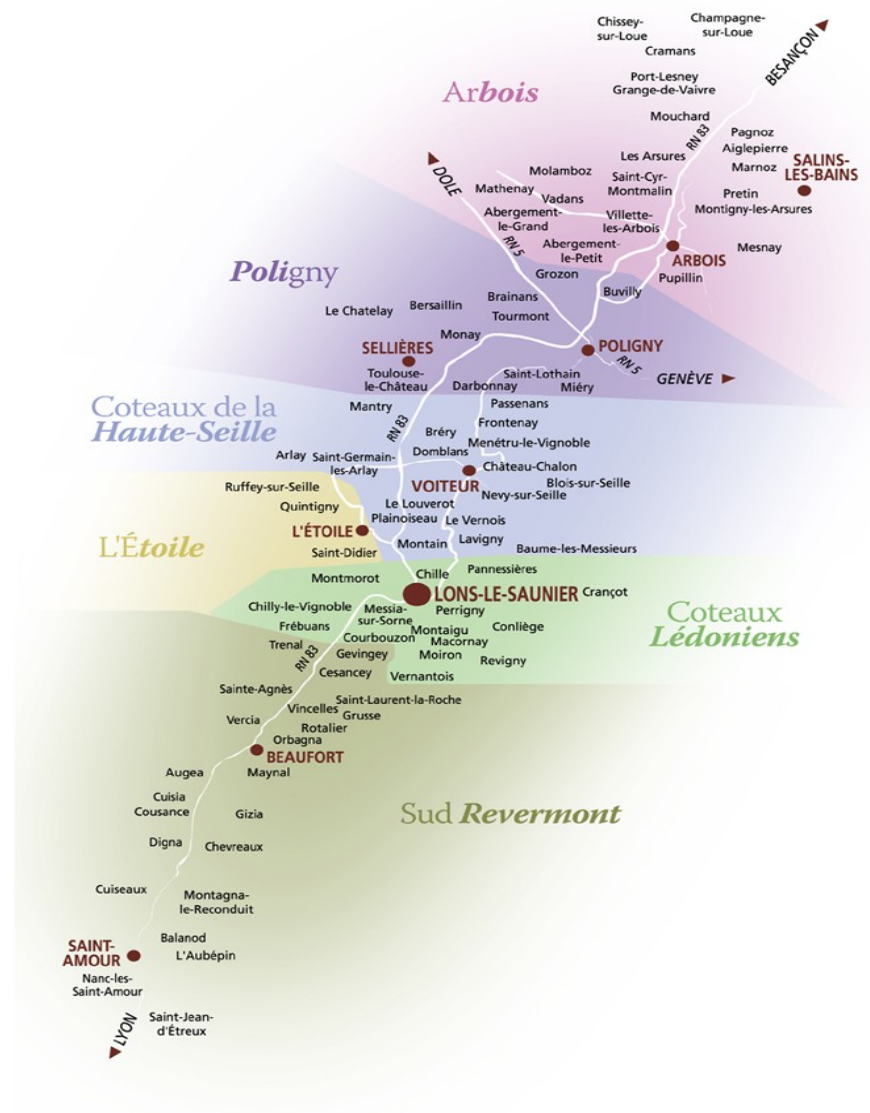 Chissey-
sur-Loue
Champagne-
sur-Loue
Cramans
BESANÇON
Port-Lesney
Grange-de-Vaivre
Arbois
Mouchard
RN 83
Pagnoz
Aiglepierre
Marnoz
SALINS-
LES-BAINS
Les Arsures
DOLE
Molamboz
Saint-Cyr-
Montmalin
Mathenay
Vadans
Pretin
Montigny-les-Arsures
Abergement-
le-Grand
Villette-
les-Arbois
RN 5
Abergement-
le-Petit
Mesnay
ARBOIS
Grozon
Pupillin
Poligny
Buvilly
Brainans
Bersaillin
Le Chatelay
Tourmont
Monay
SELLIÈRES
POLIGNY
RN 5
GENÈVE
Toulouse-
le-Château
Saint-Lothain
Darbonnay
Miéry
Coteaux de la
Haute-Seille
Mantry
Passenans
RN 83
Frontenay
Bréry
Menétru-le-Vignoble
Domblans
Arlay
Saint-Germain-
les-Arlay
Château-Chalon
VOITEUR
Blois-sur-Seille
Ruffey-sur-Seille
Nevy-sur-Seille
Quintigny
Le Louverot
Plainoiseau
Le Vernois
L'ÉTOILE
Lavigny
L'Étoile
Montain
Saint-Didier
Baume-les-Messieurs
Pannessières
Montmorot
Chille
LONS-LE-SAUNIER
Crançot
Chilly-le-Vignoble
Messia-
sur-Sorne
Perrigny
Coteaux
Lédoniens
Frébuans
Courbouzon
Montaigu
Conliège
Macornay
Trenal
RN 83
Gevingey
Moiron
Revigny
Cesancey
Vernantois
Sainte-Agnès
Saint-Laurent-la-Roche
Vincelles
Grusse
Vercia
Rotalier
Orbagna
BEAUFORT
Augea
Maynal
Cuisia
Cousance
Gizia
Sud Revermont
Digna
Chevreaux
Cuiseaux
Montagna-
le-Reconduit
Balanod
SAINT-
AMOUR
L'Aubépin
Nanc-les-
Saint-Amour
Saint-Jean-
d'Étreux
LYON